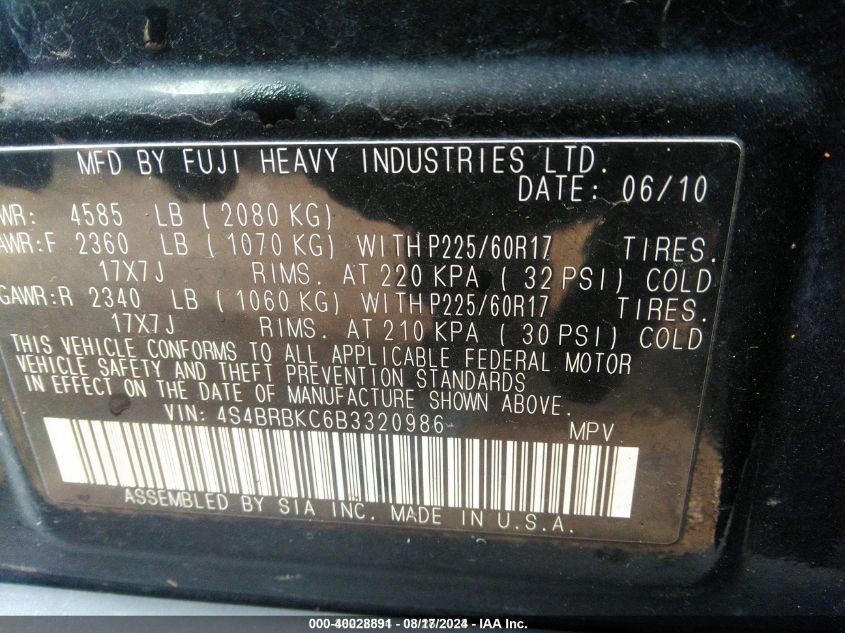 MFD BY FUJI HEAVY INDUSTRIES LTD.
DATE: 06/10
WR: 4585 LB ( 2080 KG)
AWR:F 2360 LB ( 1070 KG) WITH P225/60R17 TIRES.
17X7J RIMS. AT 220 KPA ( 32 PSI) COLD
GAWR:R 2340 LB ( 1060 KG) WITH P225/60R17 TIRES.
17X7J RIMS. AT 210 KPA ( 30 PSI) COLD
THIS VEHICLE CONFORMS TO ALL APPLICABLE FEDERAL MOTOR
VEHICLE SAFETY AND THEFT PREVENTION STANDARDS
IN EFFECT ON THE DATE OF MANUFACTURE SHOWN ABOVE.
VIN: 4S4BRBKC6B3320986 MPV
ASSEMBLED BY SIA INC. MADE IN U.S.A.
000-40028891 - 08/17/2024 - IAA Inc.